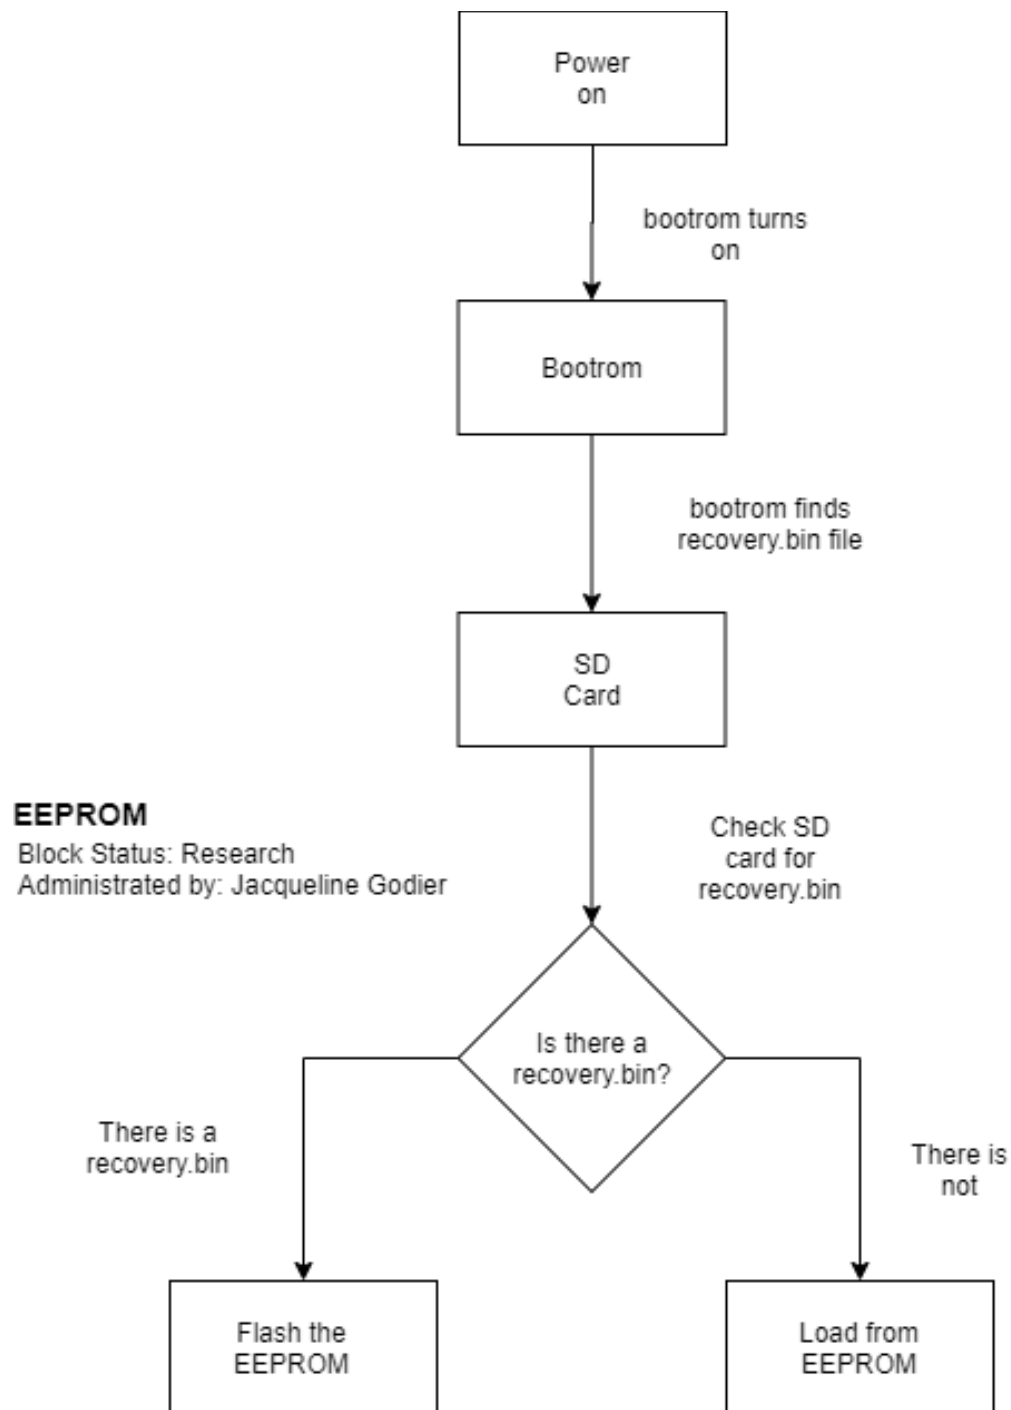 Power
on
bootrom turns
on
Bootrom
bootrom finds
recovery.bin file
SD
Card
EEPROM
Block Status: Research
Administrated by: Jacqueline Godier
Check SD
card for
recovery.bin
Is there a
recovery.bin?
There is a
recovery.bin
There is
not
Flash the
EEPROM
Load from
EEPROM